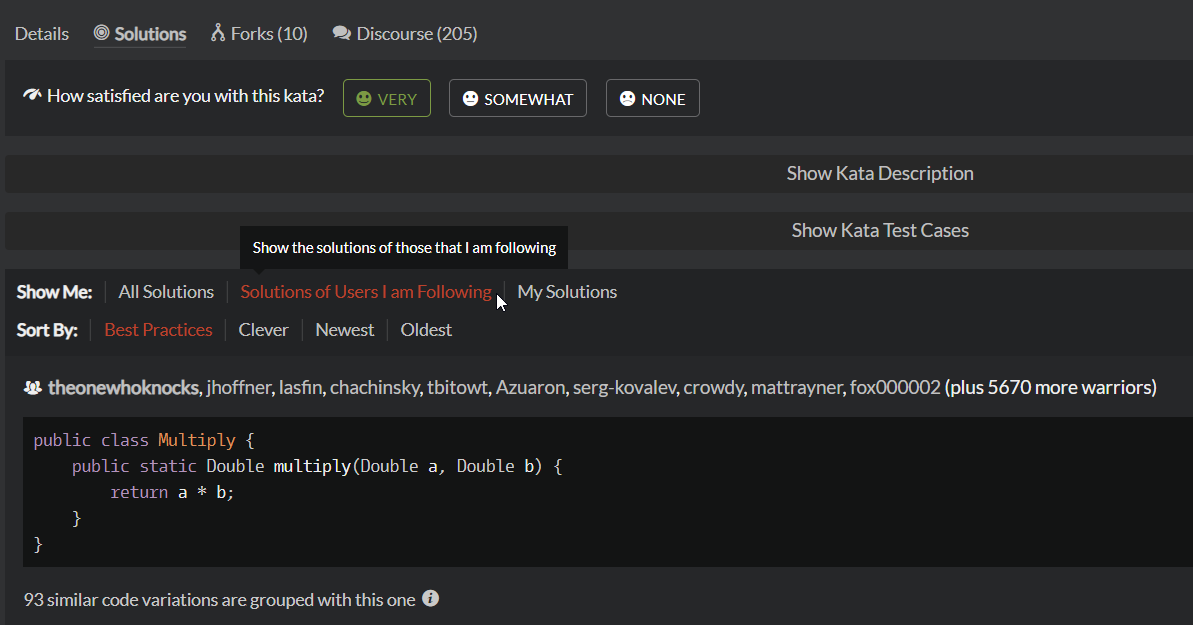 Details Solutions Forks (10) Discourse (205)
How satisfied are you with this kata? VERY SOMEWHAT NONE
Show Kata Description
Show Kata Test Cases
Show the solutions of those that I am following
Show Me: All Solutions Solutions of Users I am Following My Solutions
Sort By: Best Practices Clever Newest Oldest
theonewhoknocks, jhoffner, lasfin, chachinsky, tbitowt, Azuaron, serg-kovalev, crowdy, mattrayner, fox000002 (plus 5670 more warriors)
public class Multiply {
    public static Double multiply(Double a, Double b) {
        return a * b;
    }
}
93 similar code variations are grouped with this one